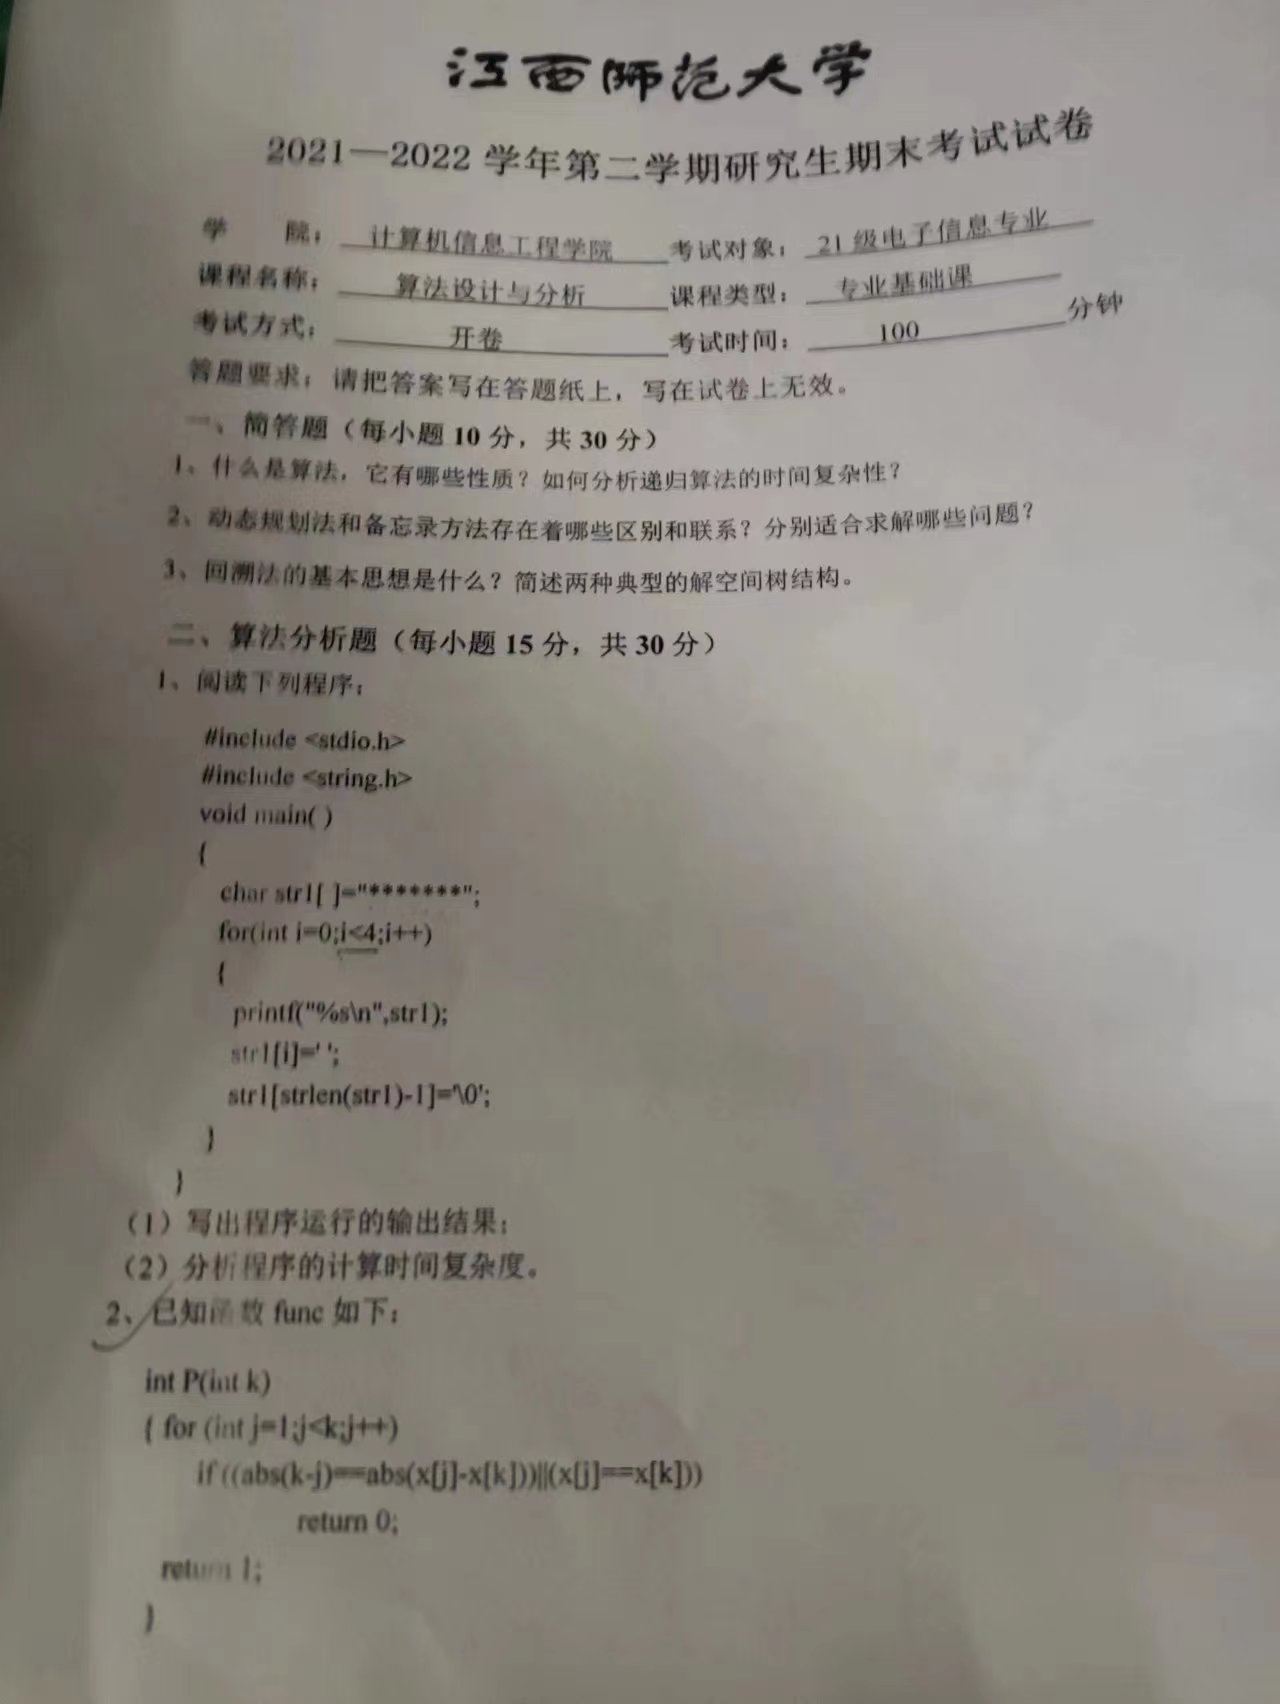 江西师范大学
2021—2022 学年第二学期研究生期末考试试卷
学 院： 计算机信息工程学院 考试对象： 21 级电子信息专业
课程名称： 算法设计与分析 课程类型： 专业基础课
考试方式： 开卷 考试时间： 100 分钟
答题要求：请把答案写在答题纸上，写在试卷上无效。
一、简答题（每小题 10 分，共 30 分）
1、什么是算法，它有哪些性质？如何分析递归算法的时间复杂性？
2、动态规划法和备忘录方法存在着哪些区别和联系？分别适合求解哪些问题？
3、回溯法的基本思想是什么？简述两种典型的解空间树结构。
二、算法分析题（每小题 15 分，共 30 分）
1、阅读下列程序：
#include <stdio.h>
#include <string.h>
void main( )
{
char str1[ ]="*******";
for(int i=0;i<4;i++)
{
printf("%s\n",str1);
str1[i]=' ';
str1[strlen(str1)-1]='\0';
}
}
（1）写出程序运行的输出结果；
（2）分析程序的计算时间复杂度。
2、已知函数 func 如下：
int P(int k)
{ for (int j=1;j<k;j++)
if ((abs(k-j)==abs(x[j]-x[k]))||(x[j]==x[k]))
return 0;
return 1;
}